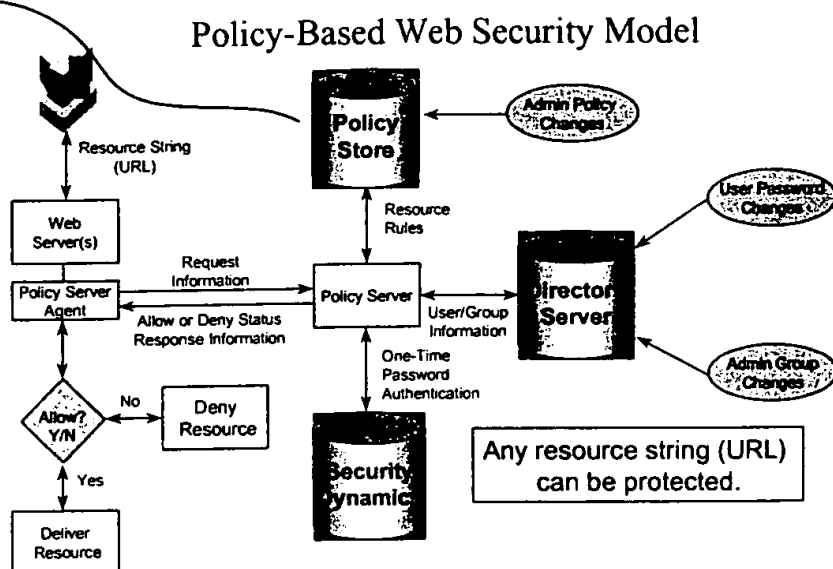 Policy-Based Web Security Model
Resource String
(URL)
Policy
Store
Admin Policy
Changes
Web
Server(s)
Resource
Rules
User Password
Changes
Request
Information
Policy Server
Agent
Policy Server
Allow or Deny Status
Response Information
User/Group
Information
Director
Server
One-Time
Password
Authentication
Admin Group
Changes
Allow?
Y/N
No
Deny
Resource
Yes
Security
Dynamic
Any resource string (URL)
can be protected.
Deliver
Resource